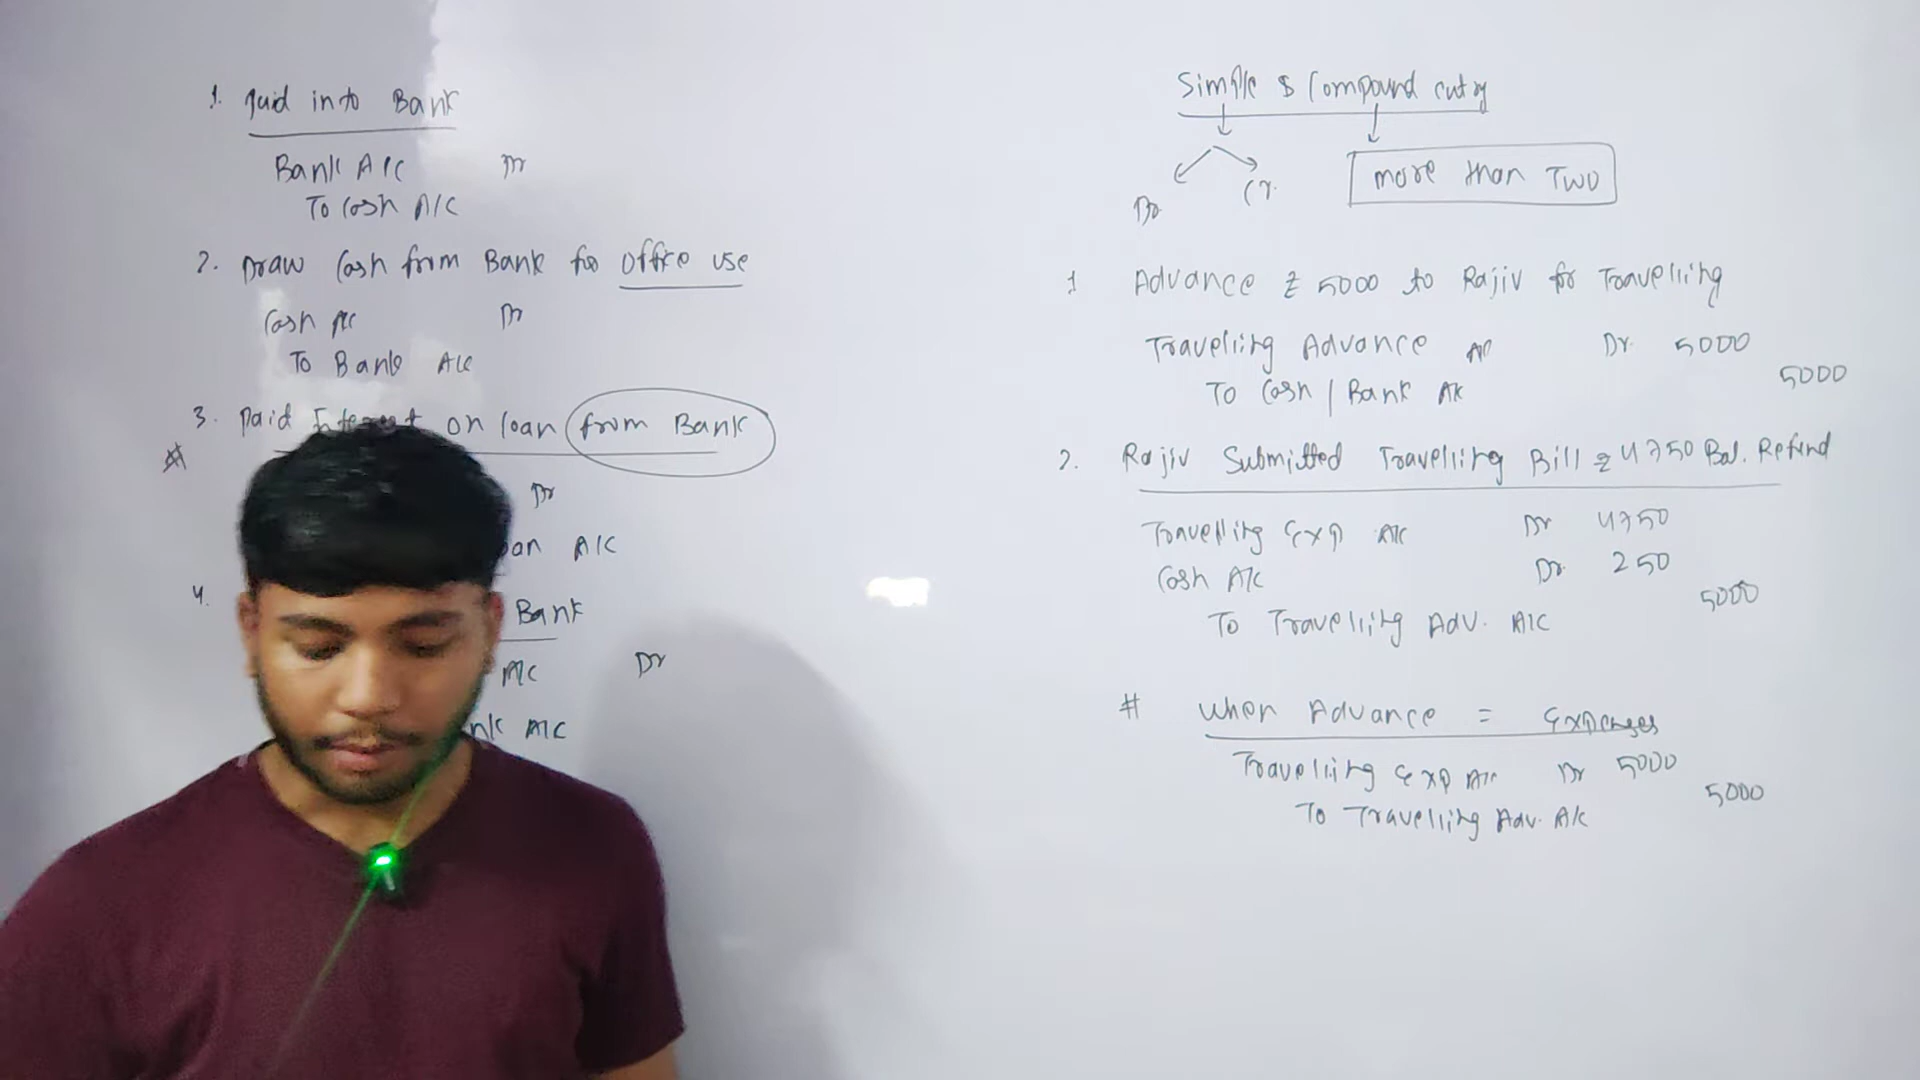 1. paid into Bank
Bank A/C Dr
To Cash A/C
2. Draw Cash from Bank for office use
Cash A/C Dr
To Bank A/C
3. Paid Interest on loan from Bank
Dr
oan A/C
4. Bank
A/C Dr
nk A/C
Simple & Compound entry
Dr. Cr.
more than Two
1 Advance ₹ 5000 to Rajiv for Travelling
Travelling Advance A/C Dr. 5000
To Cash / Bank A/C 5000
2. Rajiv Submitted Travelling Bill ₹ 4750 Bal. Refund
Travelling Exp A/C Dr 4750
Cash A/C Dr. 250
To Travelling Adv. A/C 5000
# When Advance = Expenses
Travelling Exp A/C Dr 5000
To Travelling Adv. A/C 5000